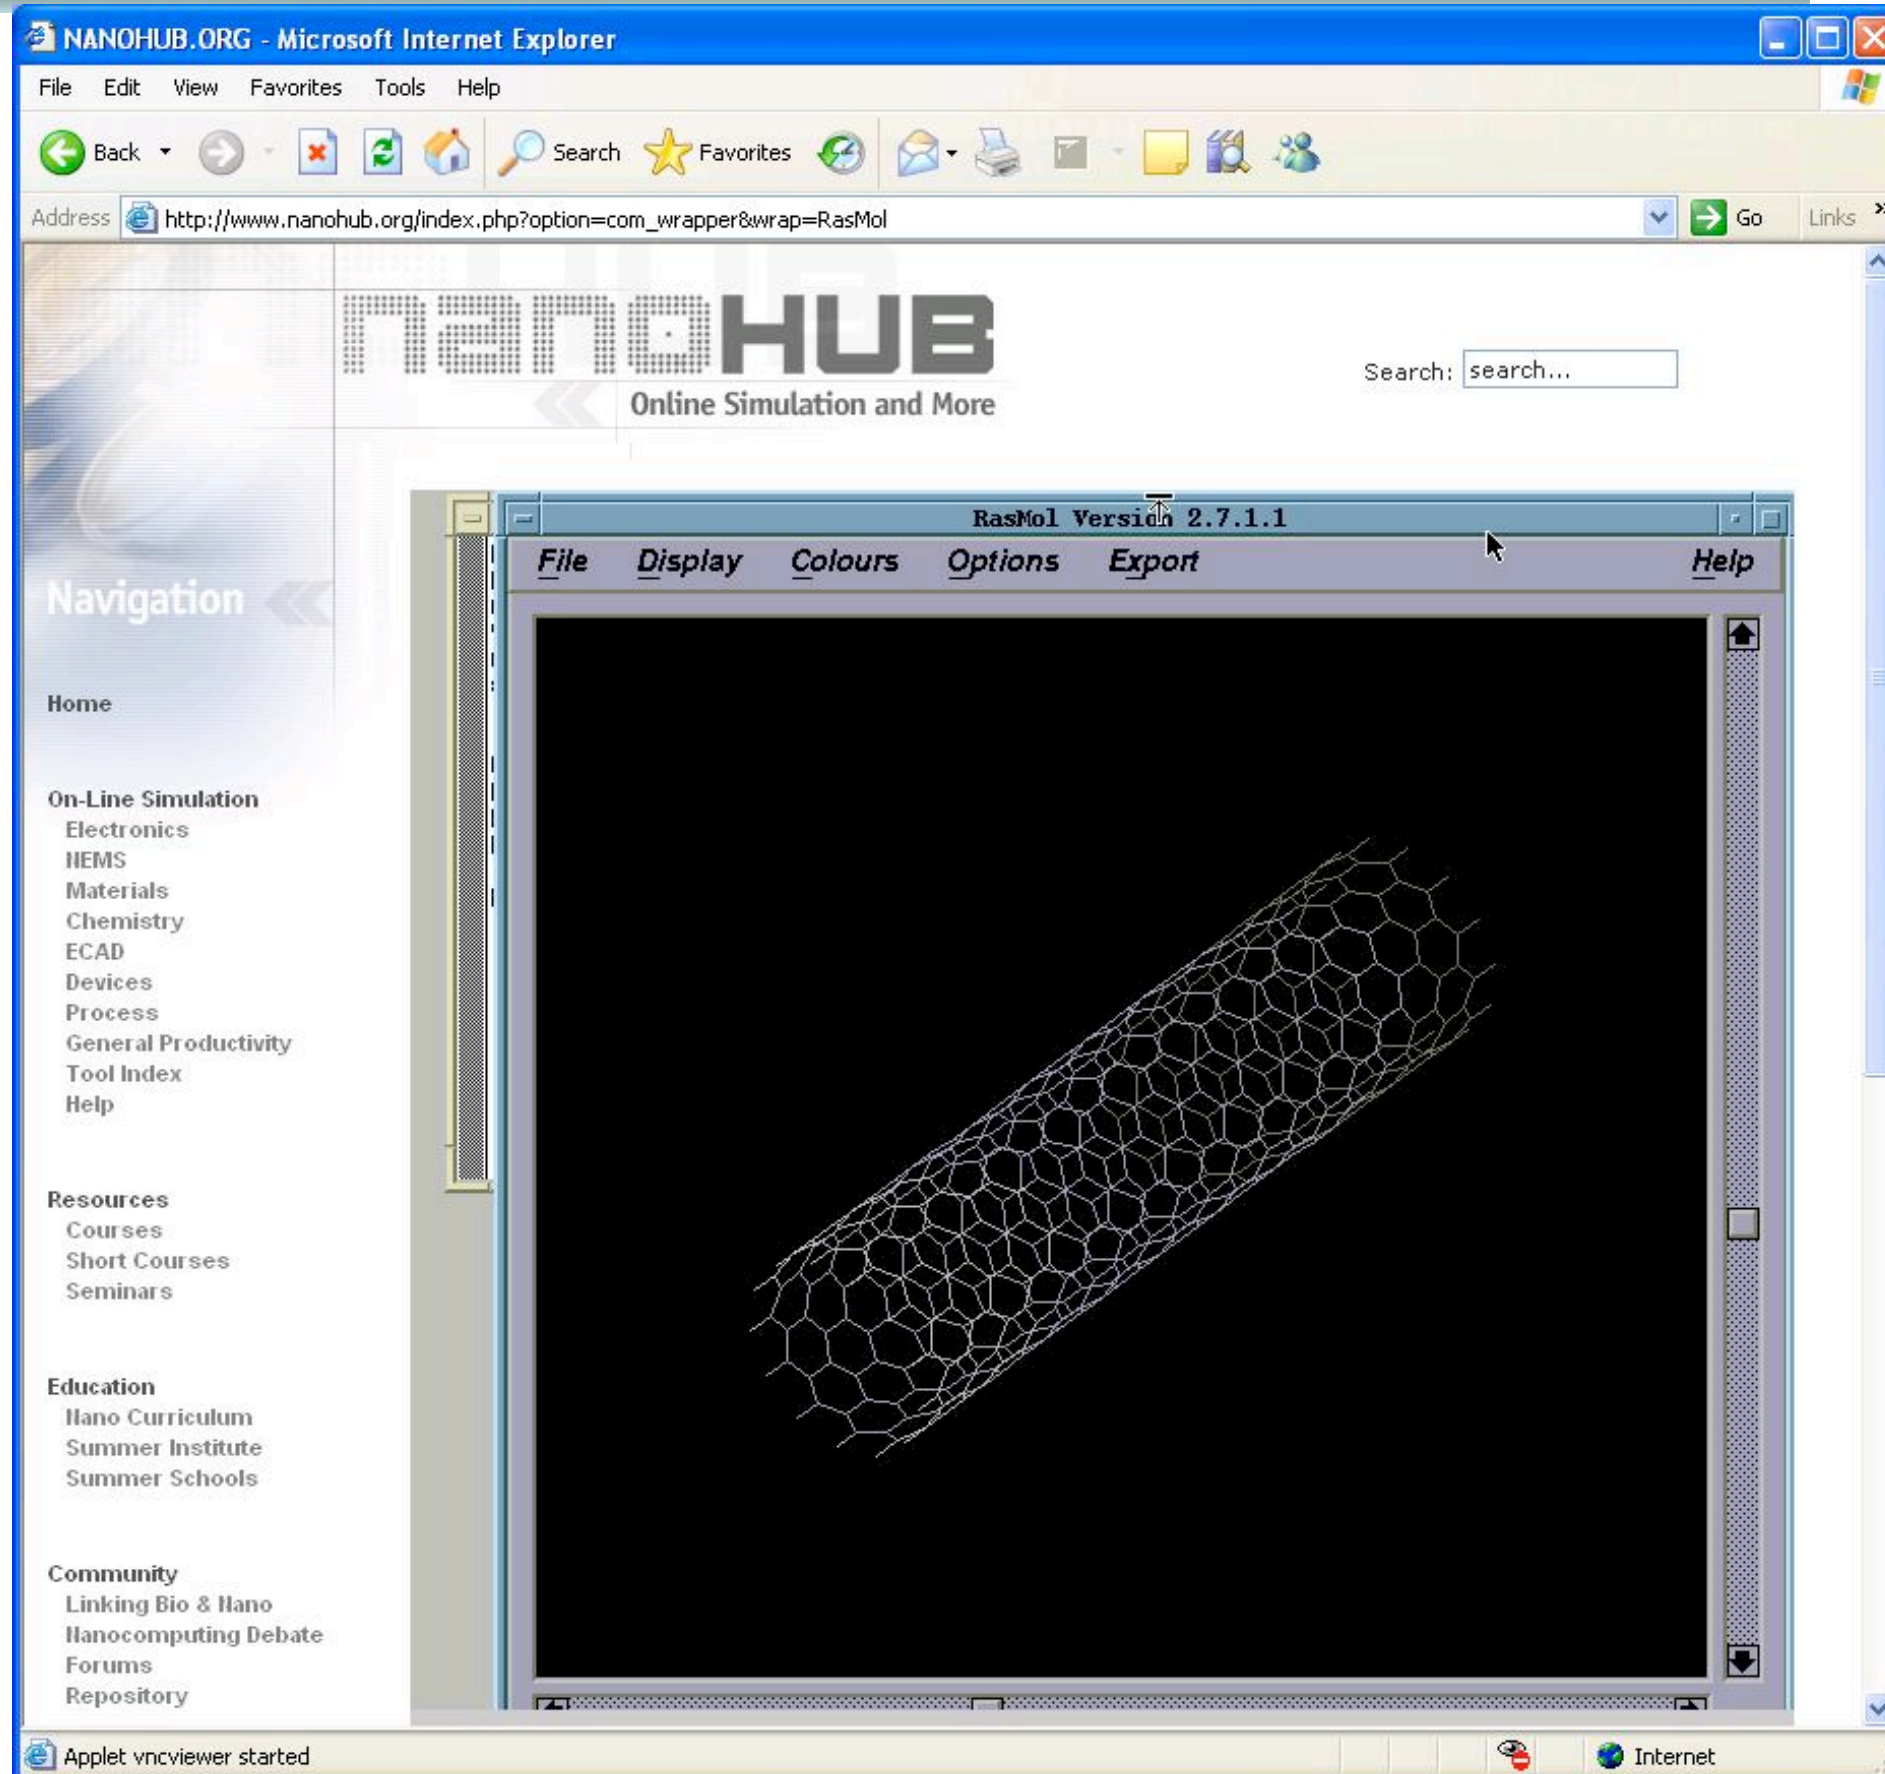 NANOHUB.ORG - Microsoft Internet Explorer
File Edit View Favorites Tools Help
Back Search Favorites
Address http://www.nanohub.org/index.php?option=com_wrapper&wrap=RasMol Go Links »
nanoHUB
Online Simulation and More
Search: search...
RasMol Version 2.7.1.1
File Display Colours Options Export Help
Navigation
Home
On-Line Simulation
Electronics
NEMS
Materials
Chemistry
ECAD
Devices
Process
General Productivity
Tool Index
Help
Resources
Courses
Short Courses
Seminars
Education
Nano Curriculum
Summer Institute
Summer Schools
Community
Linking Bio & Nano
Nanocomputing Debate
Forums
Repository
Applet vncviewer started Internet